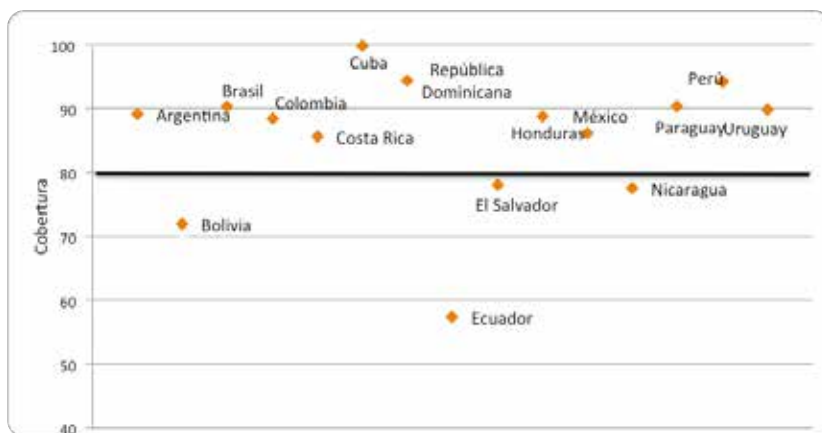 100
90
80
70
60
50
40
Cobertura
Argentina
Bolivia
Brasil
Colombia
Costa Rica
Cuba
República
Dominicana
Ecuador
El Salvador
Honduras
México
Nicaragua
Paraguay
Perú
Uruguay